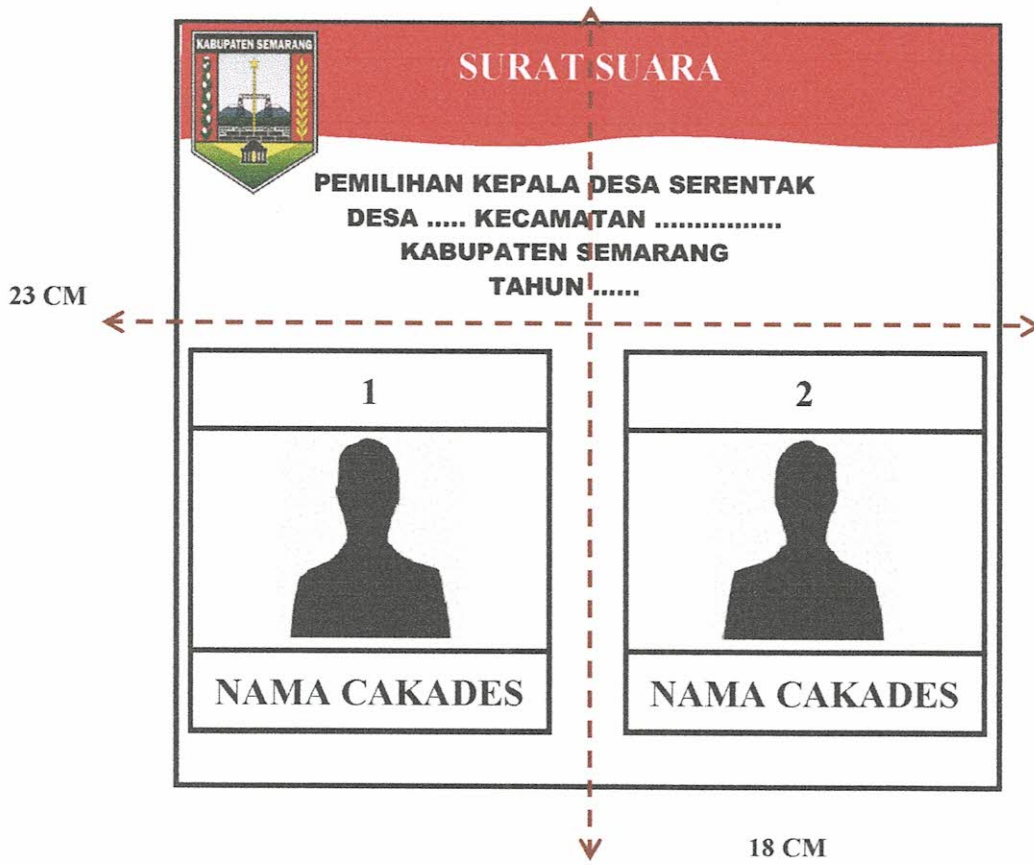 KABUPATEN SEMARANG
SURAT SUARA
PEMILIHAN KEPALA DESA SERENTAK
DESA ..... KECAMATAN ................
KABUPATEN SEMARANG
TAHUN ......
23 CM
1
2
NAMA CAKADES
NAMA CAKADES
18 CM